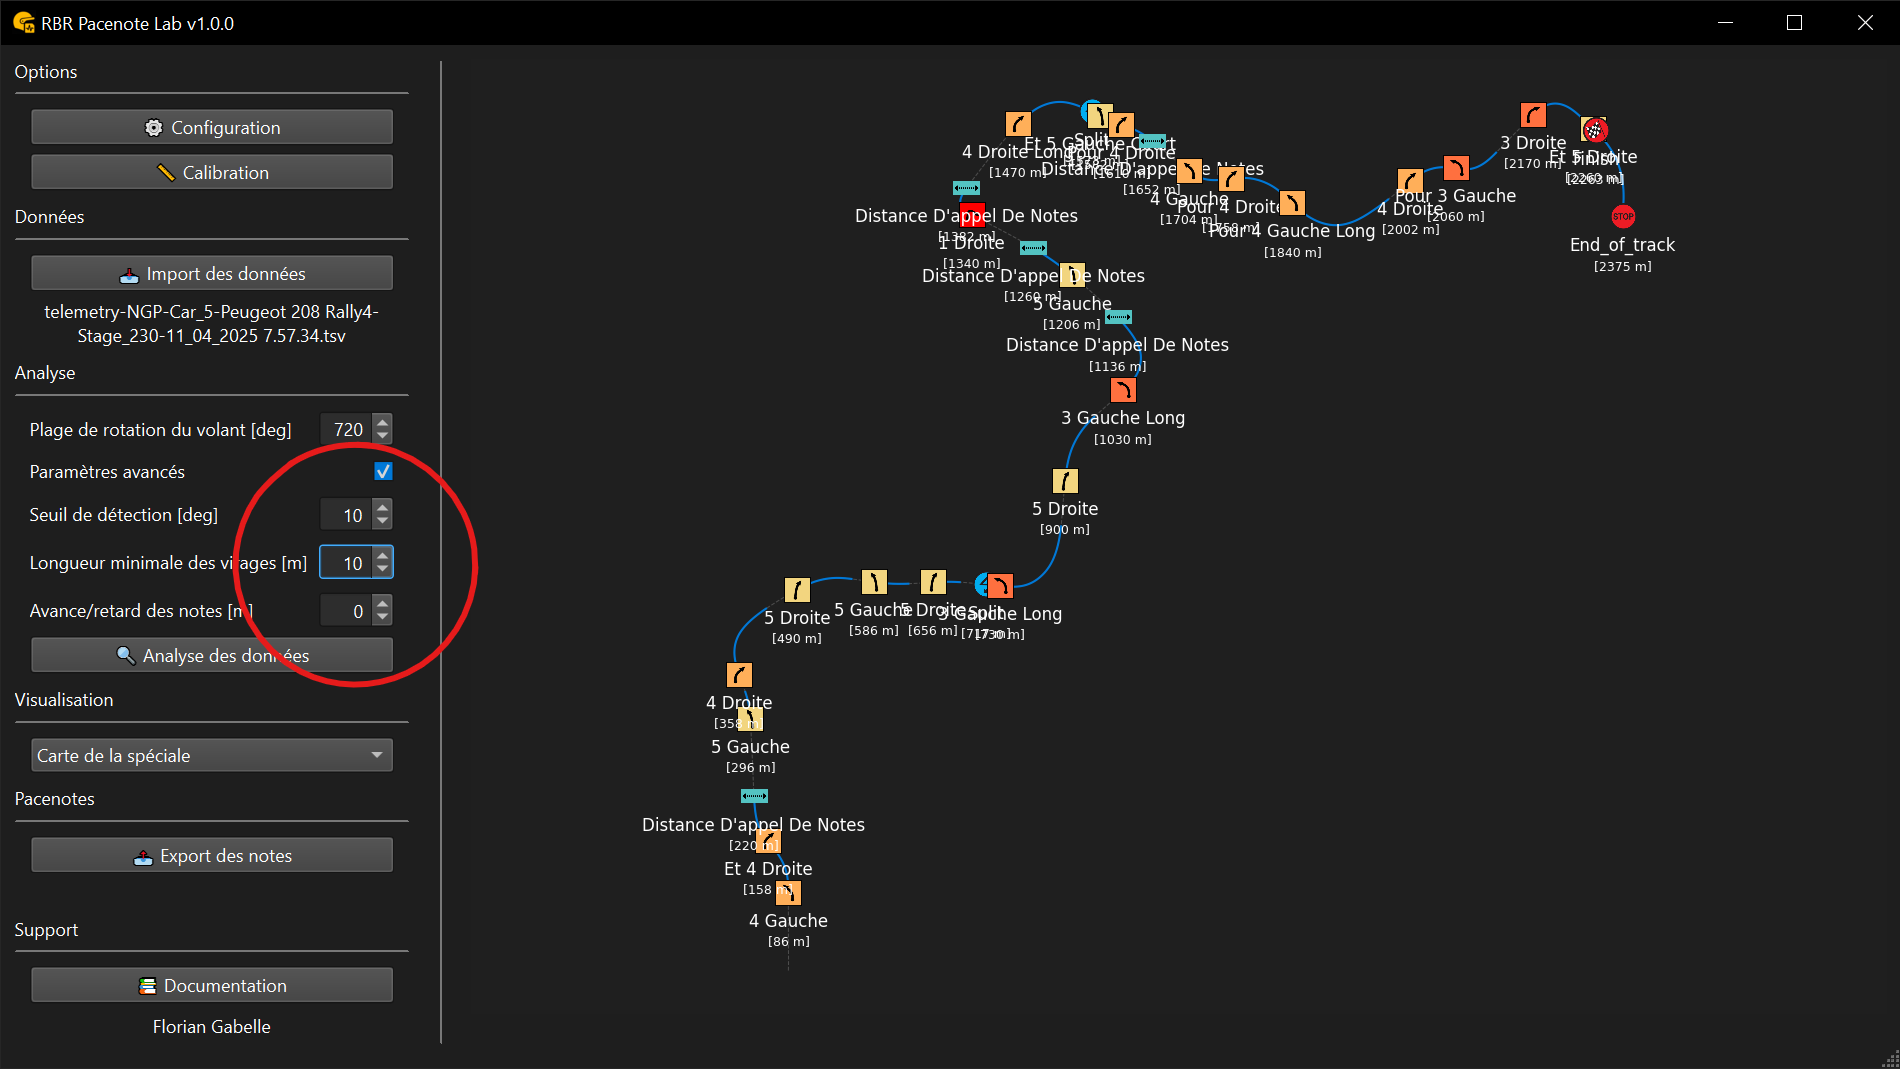 RBR Pacenote Lab v1.0.0
Options
Configuration
Calibration
Données
Import des données
telemetry-NGP-Car_5-Peugeot 208 Rally4-
Stage_230-11_04_2025 7.57.34.tsv
Analyse
Plage de rotation du volant [deg]
720
Paramètres avancés
Seuil de détection [deg]
10
Longueur minimale des virages [m]
10
Avance/retard des notes [m]
0
Analyse des données
Visualisation
Carte de la spéciale
Pacenotes
Export des notes
Support
Documentation
Florian Gabelle
4 Droite Long
[1470 m]
Split
Et 5 Gauche
Pour 4 Droite
[1610 m]
Distance D'appel De Notes
[1652 m]
4 Gauche
[1704 m]
Pour 4 Droite
[1758 m]
Pour 4 Gauche Long
[1840 m]
4 Droite
[2002 m]
Pour 3 Gauche
[2060 m]
3 Droite
[2170 m]
Et 5 Droite
[2260 m]
Finish
[2263 m]
STOP
End_of_track
[2375 m]
Distance D'appel De Notes
[1382 m]
1 Droite
[1340 m]
Distance D'appel De Notes
[1260 m]
5 Gauche
[1206 m]
Distance D'appel De Notes
[1136 m]
3 Gauche Long
[1030 m]
5 Droite
[900 m]
5 Droite
[490 m]
5 Gauche
[586 m]
5 Droite
[656 m]
Split
[717 m]
3 Gauche Long
[730 m]
4 Droite
[358 m]
5 Gauche
[296 m]
Distance D'appel De Notes
[220 m]
Et 4 Droite
[158 m]
4 Gauche
[86 m]